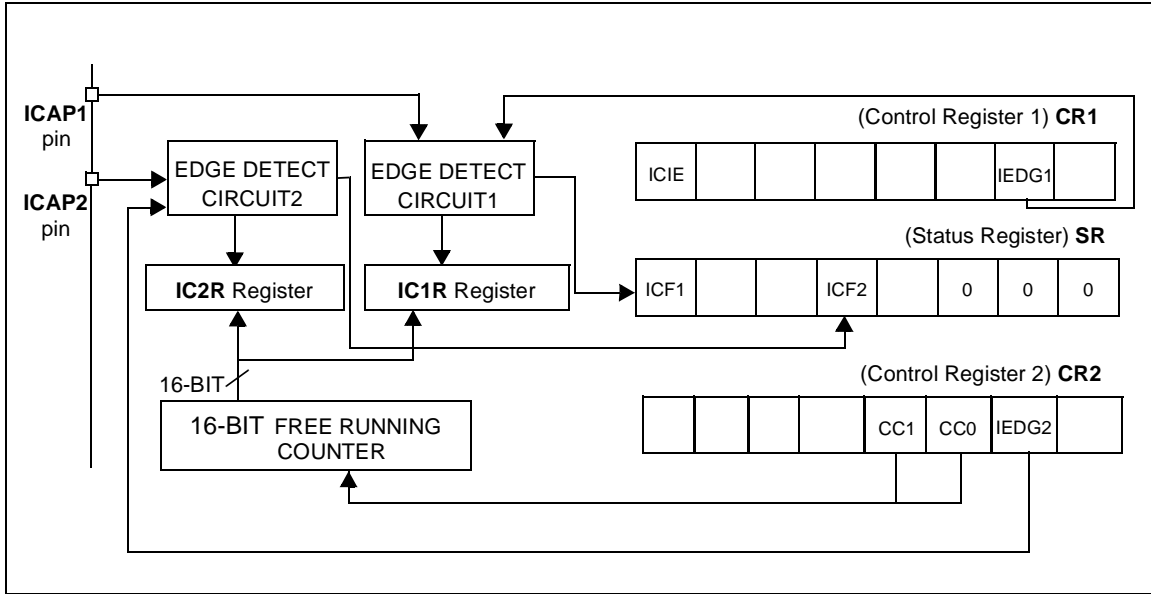 ICAP1
pin
ICAP2
pin
EDGE DETECT
CIRCUIT2
EDGE DETECT
CIRCUIT1
IC2R Register
IC1R Register
16-BIT
16-BIT FREE RUNNING
COUNTER
(Control Register 1) CR1
ICIE IEDG1
(Status Register) SR
ICF1 ICF2 0 0 0
(Control Register 2) CR2
CC1 CC0 IEDG2